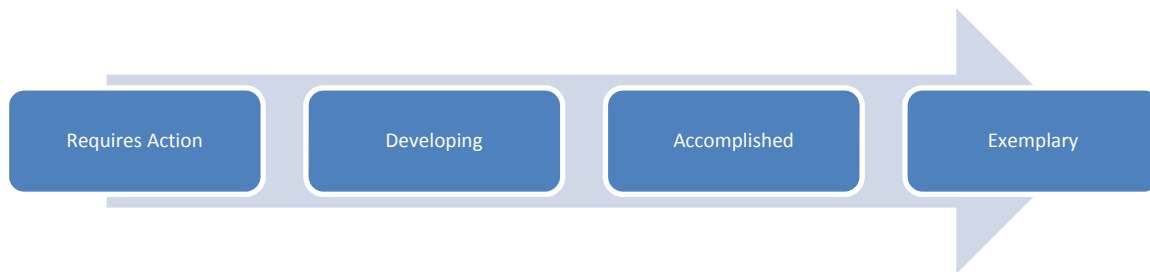 Requires Action
Developing
Accomplished
Exemplary